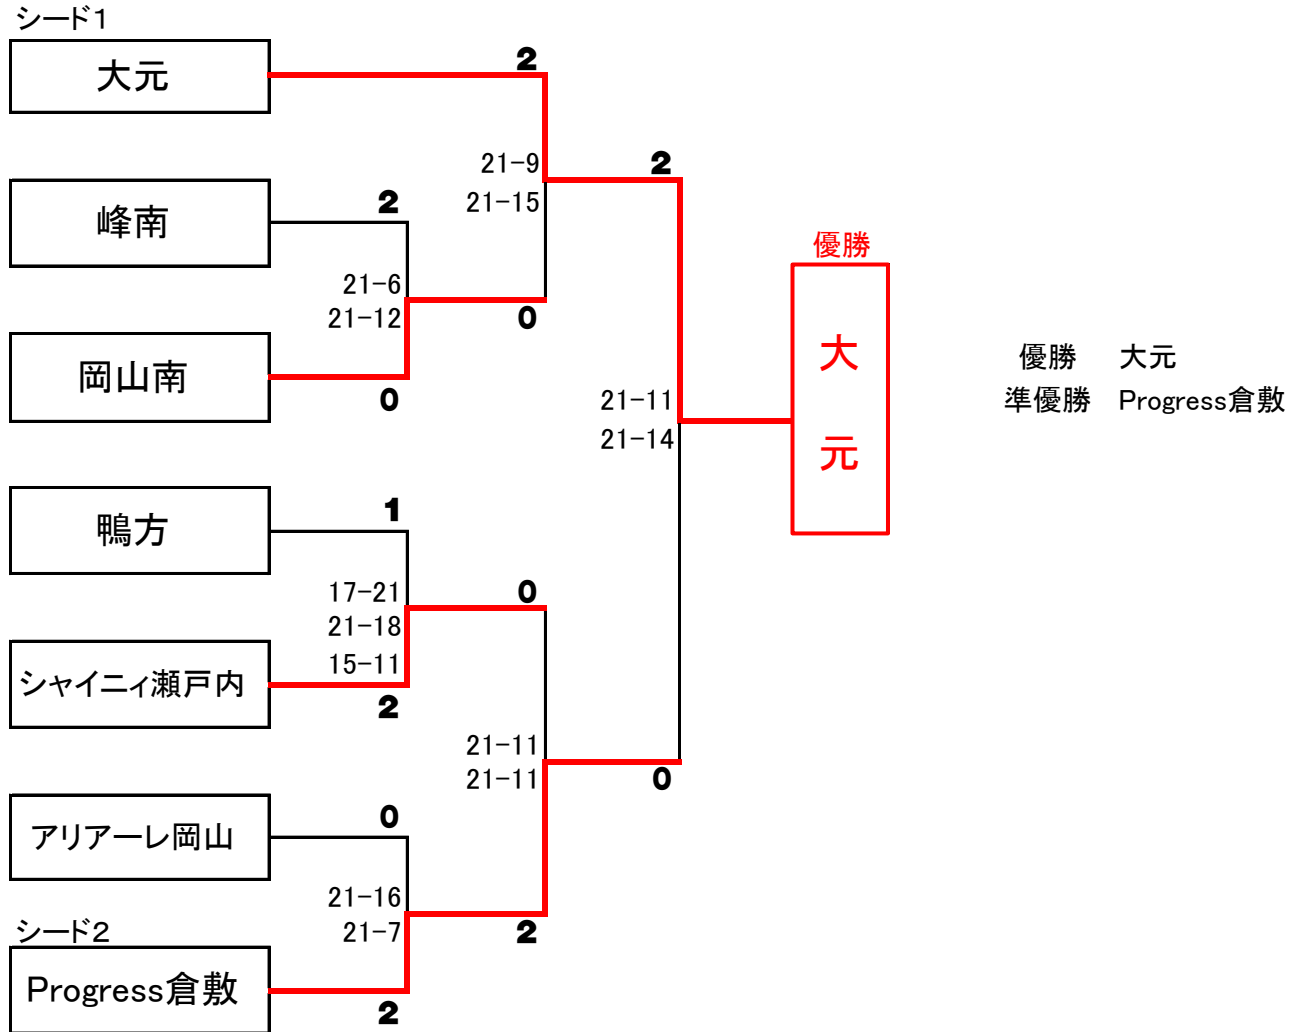 シード1
大元
2
21-9
21-15
2
峰南
2
21-6
21-12
0
岡山南
0
優勝
大元
優勝 大元
準優勝 Progress倉敷
21-11
21-14
鴨方
1
17-21
21-18
15-11
0
シャイニィ瀬戸内
2
21-11
21-11
0
アリアーレ岡山
0
21-16
21-7
2
シード2
Progress倉敷
2